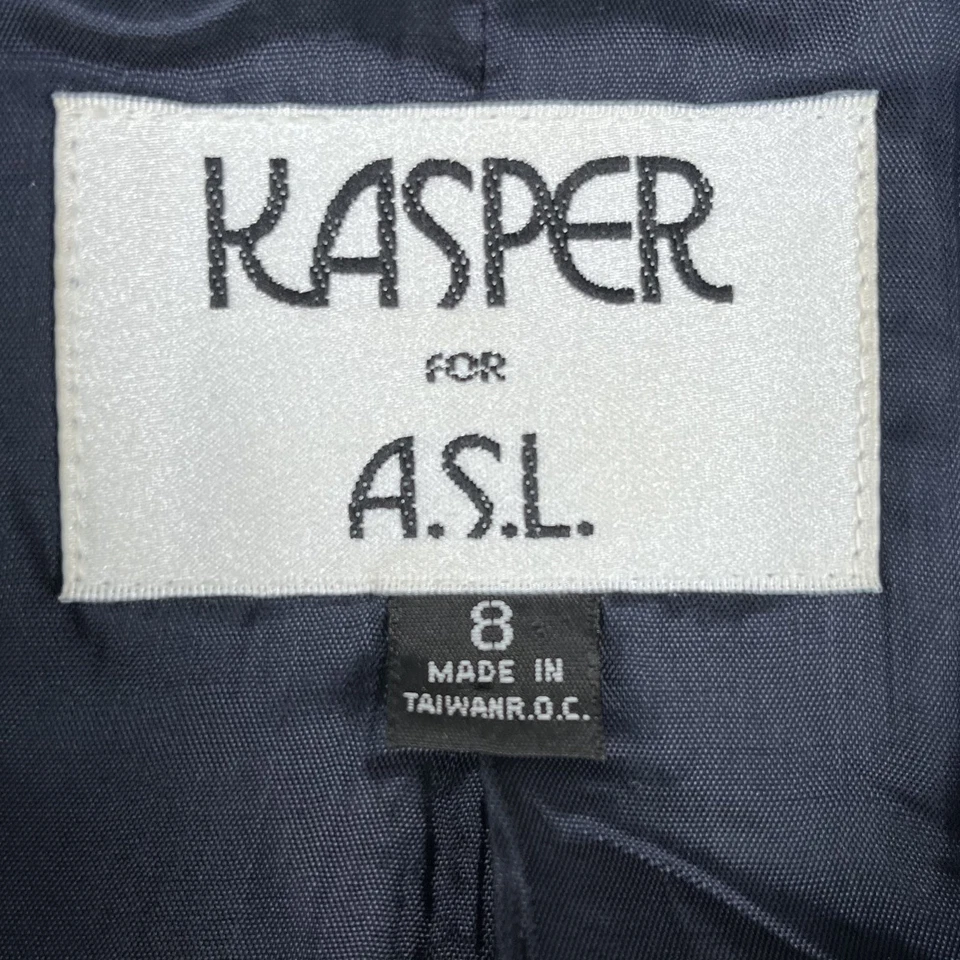 KASPER
FOR
A.S.L.
8
MADE IN
TAIWANR.O.C.